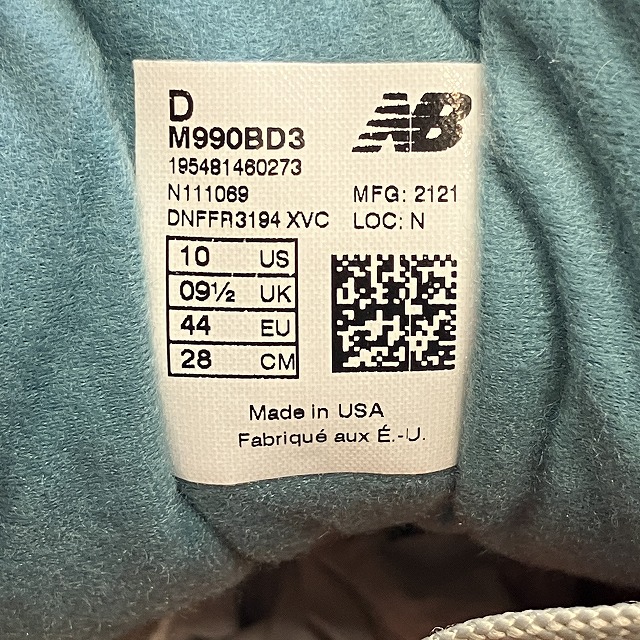 D
NB
M990BD3
195481460273
N111069 MFG: 2121
DNFFR3194 XVC LOC: N
10 US
09½ UK
44 EU
28 CM
Made in USA
Fabriqué aux É.-U.